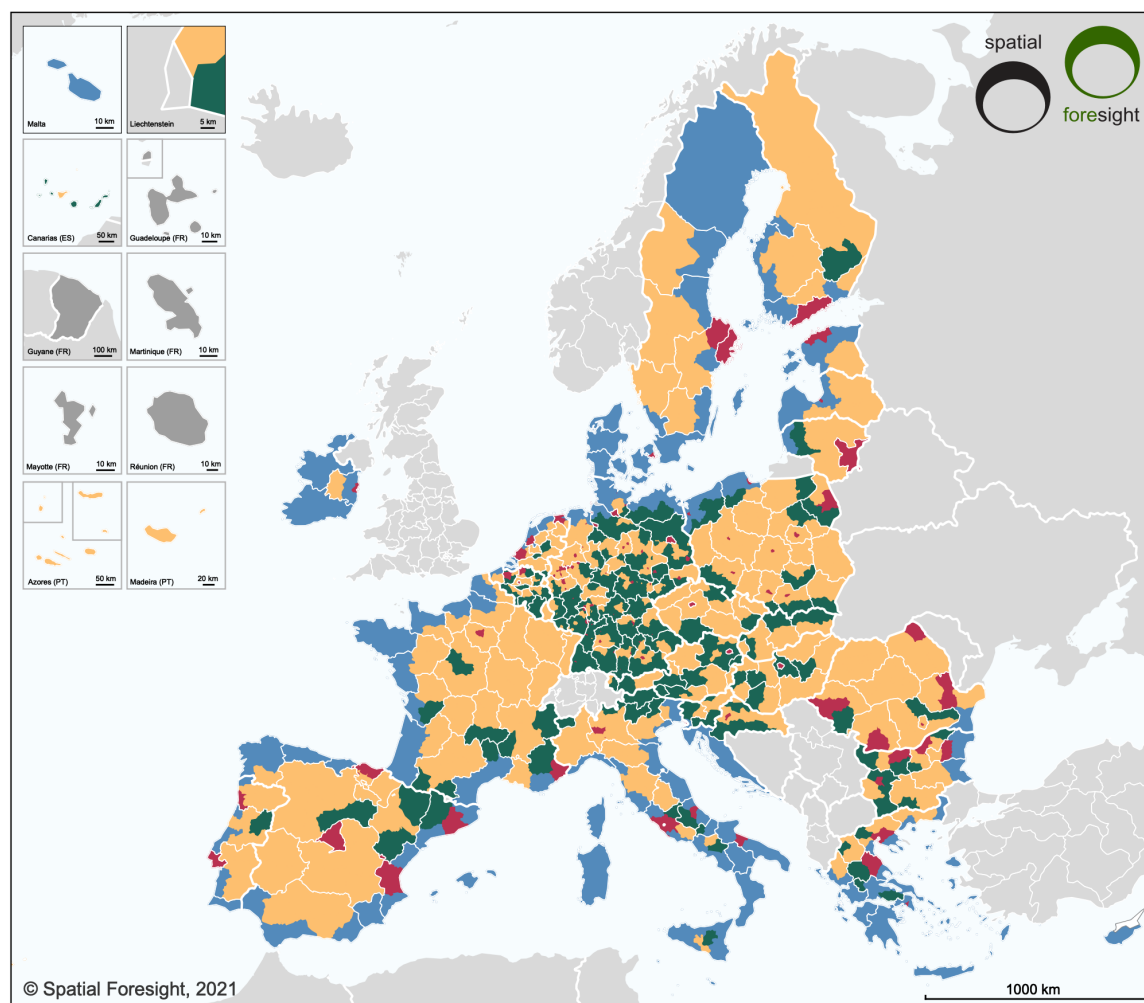 spatial
foresight
Malta
10 km
Liechtenstein
5 km
Canarias (ES)
50 km
Guadeloupe (FR)
10 km
Guyane (FR)
100 km
Martinique (FR)
10 km
Mayotte (FR)
10 km
Réunion (FR)
10 km
Azores (PT)
50 km
Madeira (PT)
20 km
© Spatial Foresight, 2021
1000 km